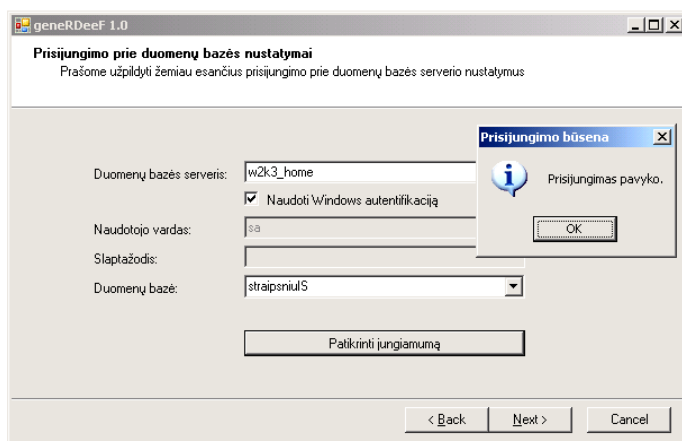 geneRDeeF 1.0
Prisijungimo prie duomenų bazės nustatymai
Prašome užpildyti žemiau esančius prisijungimo prie duomenų bazės serverio nustatymus
Prisijungimo būsena
Prisijungimas pavyko.
OK
Duomenų bazės serveris:
w2k3_home
Naudoti Windows autentifikaciją
Naudotojo vardas:
sa
Slaptažodis:
Duomenų bazė:
straipsniuIS
Patikrinti jungiamumą
< Back
Next >
Cancel